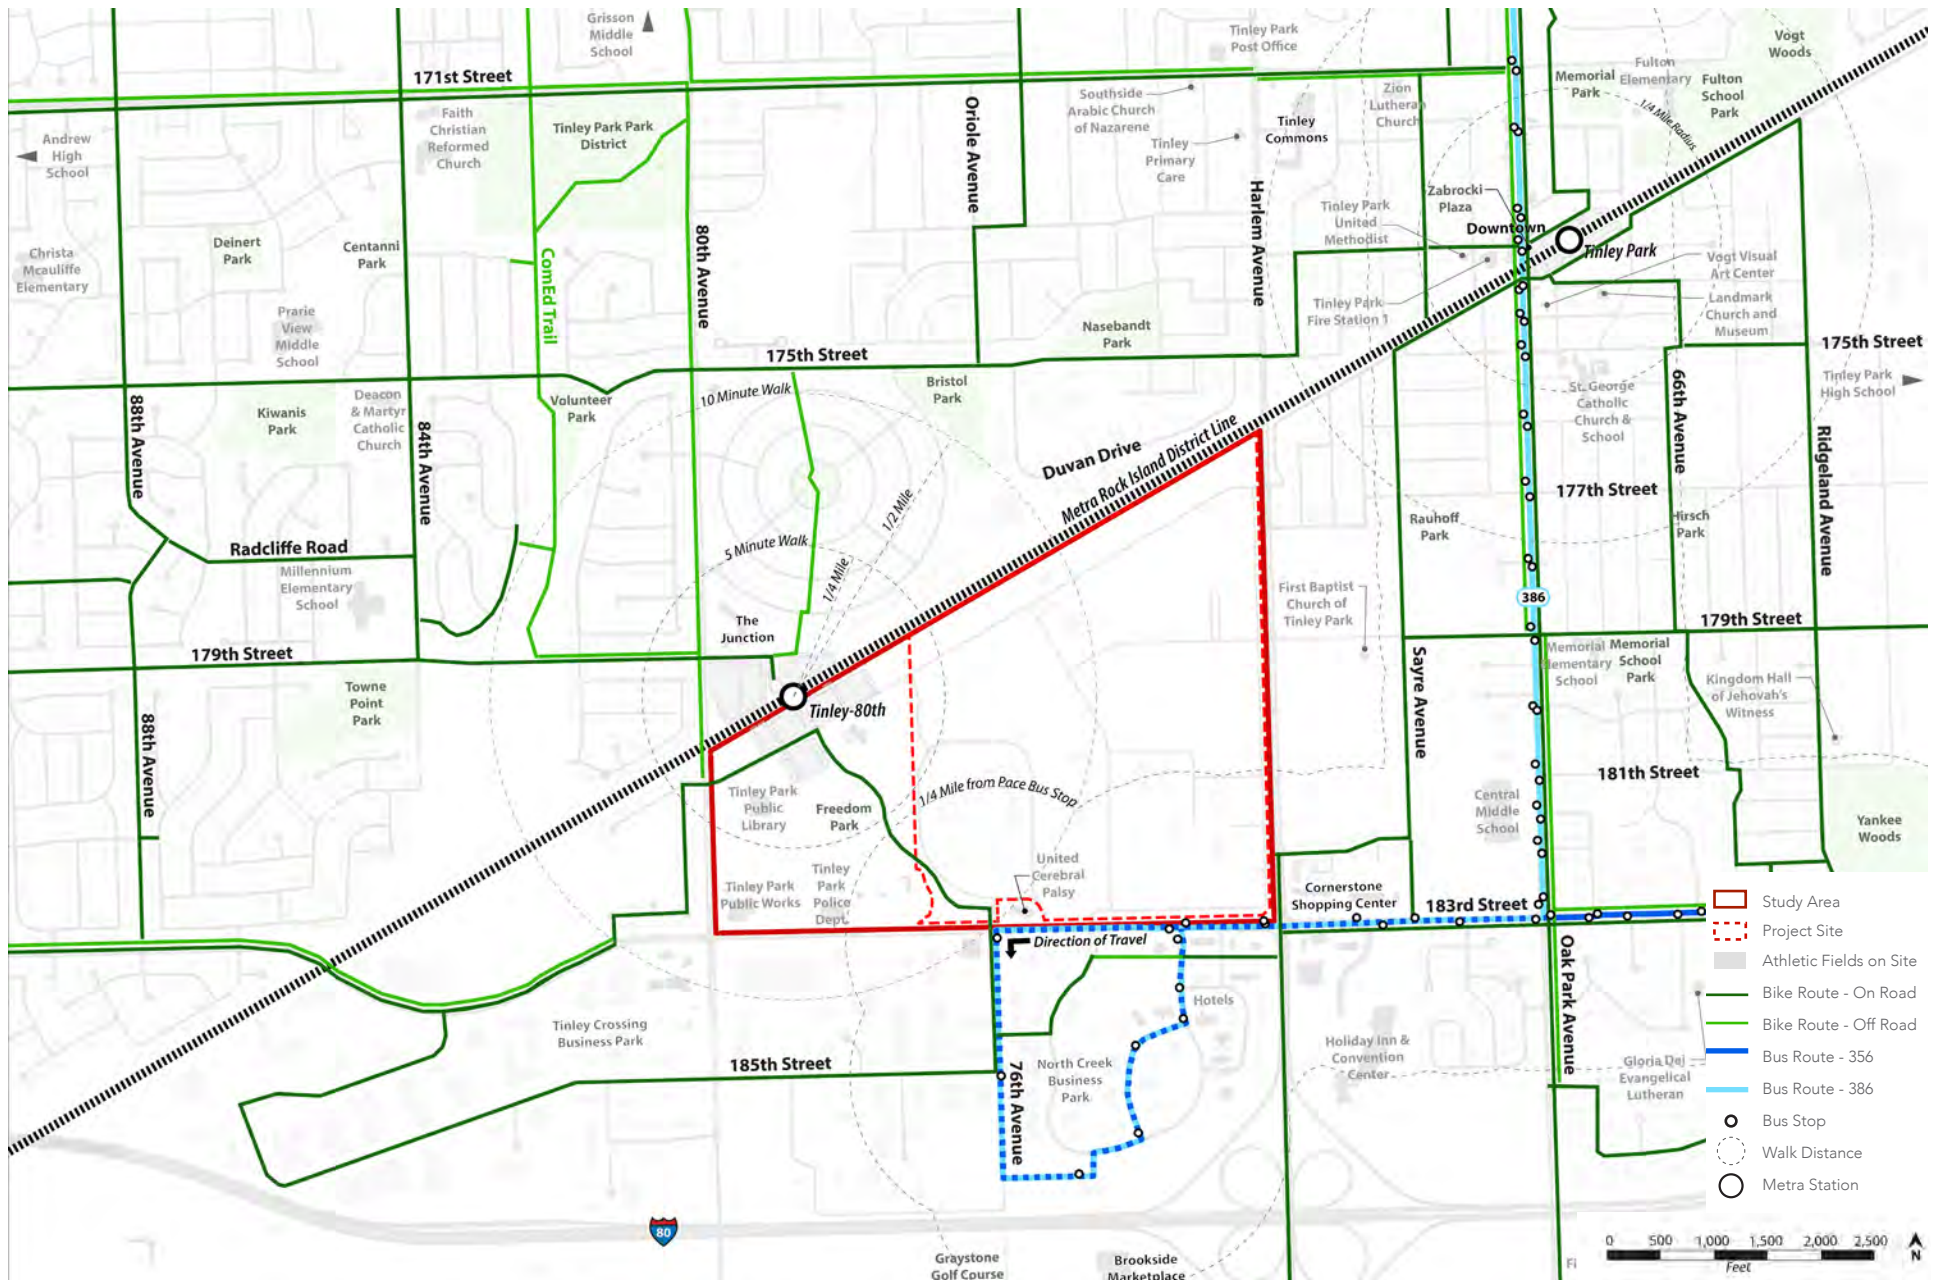 Grisson
Middle
School
171st Street
Tinley Park
Post Office
Vogt
Woods
Memorial
Park
Fulton
Elementary
Fulton
School
Park
1/4 Mile Radius
Andrew
High
School
Faith
Christian
Reformed
Church
Tinley Park Park
District
Oriole Avenue
Southside
Arabic Church
of Nazarene
Tinley
Primary
Care
Tinley
Commons
Zion
Lutheran
Church
Harlem Avenue
Zabrocki
Plaza
Downtown
Tinley Park
United
Methodist
Tinley Park
Vogt Visual
Art Center
Landmark
Church and
Museum
Tinley Park
Fire Station 1
Christa
Mcauliffe
Elementary
Deinert
Park
Centanni
Park
ComEd Trail
80th Avenue
Prarie
View
Middle
School
Nasebandt
Park
175th Street
175th Street
Tinley Park
High School
88th Avenue
Kiwanis
Park
Deacon
& Martyr
Catholic
Church
84th Avenue
Volunteer
Park
10 Minute Walk
Bristol
Park
St. George
Catholic
Church &
School
66th Avenue
Ridgeland Avenue
Duvan Drive
Metra Rock Island District Line
1/2 Mile
5 Minute Walk
1/4 Mile
177th Street
Rauhoff
Park
Hirsch
Park
Radcliffe Road
Millennium
Elementary
School
First Baptist
Church of
Tinley Park
386
The
Junction
179th Street
179th Street
Towne
Point
Park
88th Avenue
Tinley-80th
Sayre Avenue
Memorial
Elementary
School
Memorial
School
Park
Kingdom Hall
of Jehovah's
Witness
181th Street
Tinley Park
Public
Library
Freedom
Park
1/4 Mile from Pace Bus Stop
Central
Middle
School
Yankee
Woods
Tinley Park
Public Works
Tinley
Park
Police
Dept.
United
Cerebral
Palsy
Cornerstone
Shopping Center
183rd Street
Direction of Travel
Oak Park Avenue
Hotels
Tinley Crossing
Business Park
185th Street
76th Avenue
North Creek
Business
Park
Holiday Inn &
Convention
Center
Gloria Dei
Evangelical
Lutheran
80
Graystone
Golf Course
Brookside
Marketplace
Fi
Study Area
Project Site
Athletic Fields on Site
Bike Route - On Road
Bike Route - Off Road
Bus Route - 356
Bus Route - 386
Bus Stop
Walk Distance
Metra Station
0 500 1,000 1,500 2,000 2,500
Feet
N